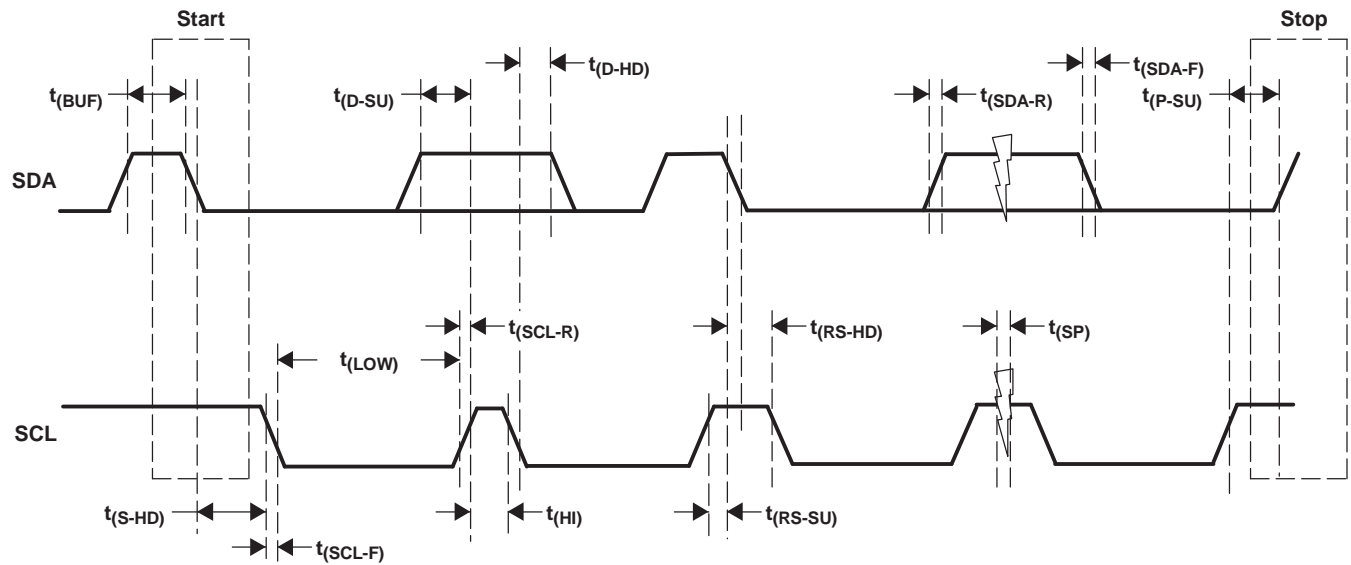 Start
Stop
t(BUF)
t(D-SU)
t(D-HD)
t(SDA-R)
t(SDA-F)
t(P-SU)
SDA
t(LOW)
t(SCL-R)
t(RS-HD)
t(SP)
SCL
t(S-HD)
t(SCL-F)
t(HI)
t(RS-SU)